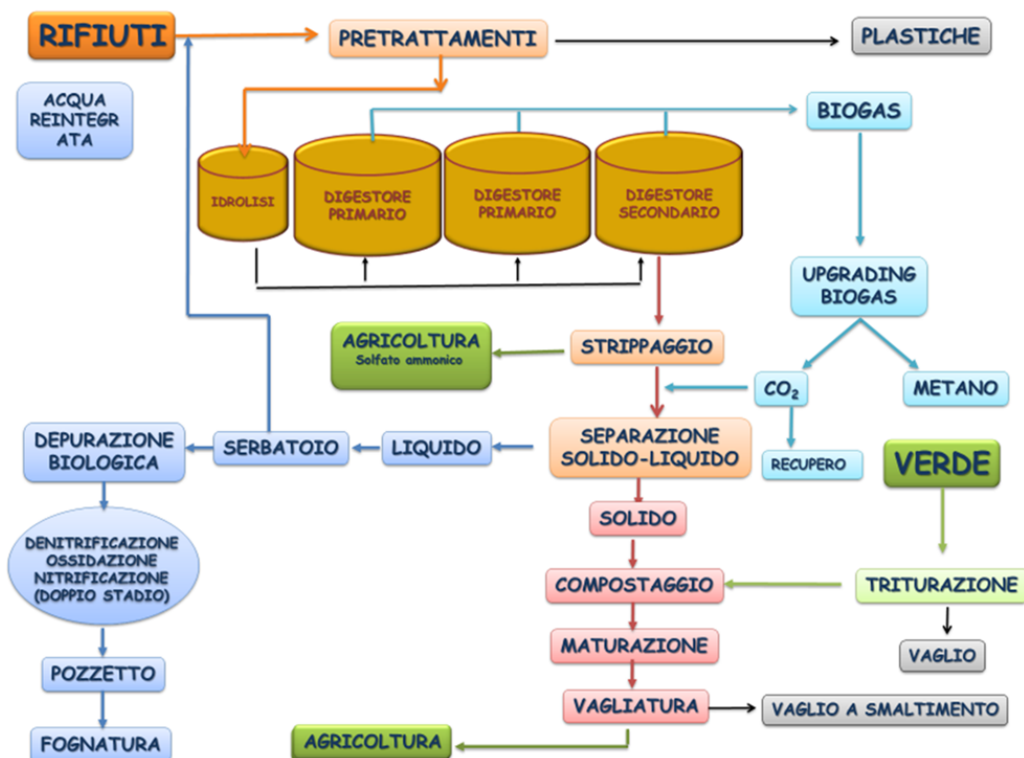 RIFIUTI
PRETRATTAMENTI
PLASTICHE
ACQUA
REINTEGR
ATA
BIOGAS
IDROLISI
DIGESTORE
PRIMARIO
DIGESTORE
PRIMARIO
DIGESTORE
SECONDARIO
UPGRADING
BIOGAS
AGRICOLTURA
Solfato ammonico
STRIPPAGGIO
CO₂
METANO
DEPURAZIONE
BIOLOGICA
SERBATOIO
LIQUIDO
SEPARAZIONE
SOLIDO-LIQUIDO
RECUPERO
VERDE
SOLIDO
DENITRIFICAZIONE
OSSIDAZIONE
NITRIFICAZIONE
(DOPPIO STADIO)
COMPOSTAGGIO
TRITURAZIONE
MATURAZIONE
VAGLIO
POZZETTO
VAGLIATURA
VAGLIO A SMALTIMENTO
FOGNATURA
AGRICOLTURA